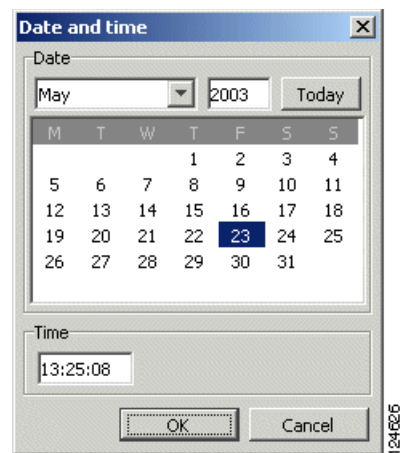 Date and time
Date
May 2003 Today
M T W T F S S
1 2 3 4
5 6 7 8 9 10 11
12 13 14 15 16 17 18
19 20 21 22 23 24 25
26 27 28 29 30 31
Time
13:25:08
OK Cancel
124626